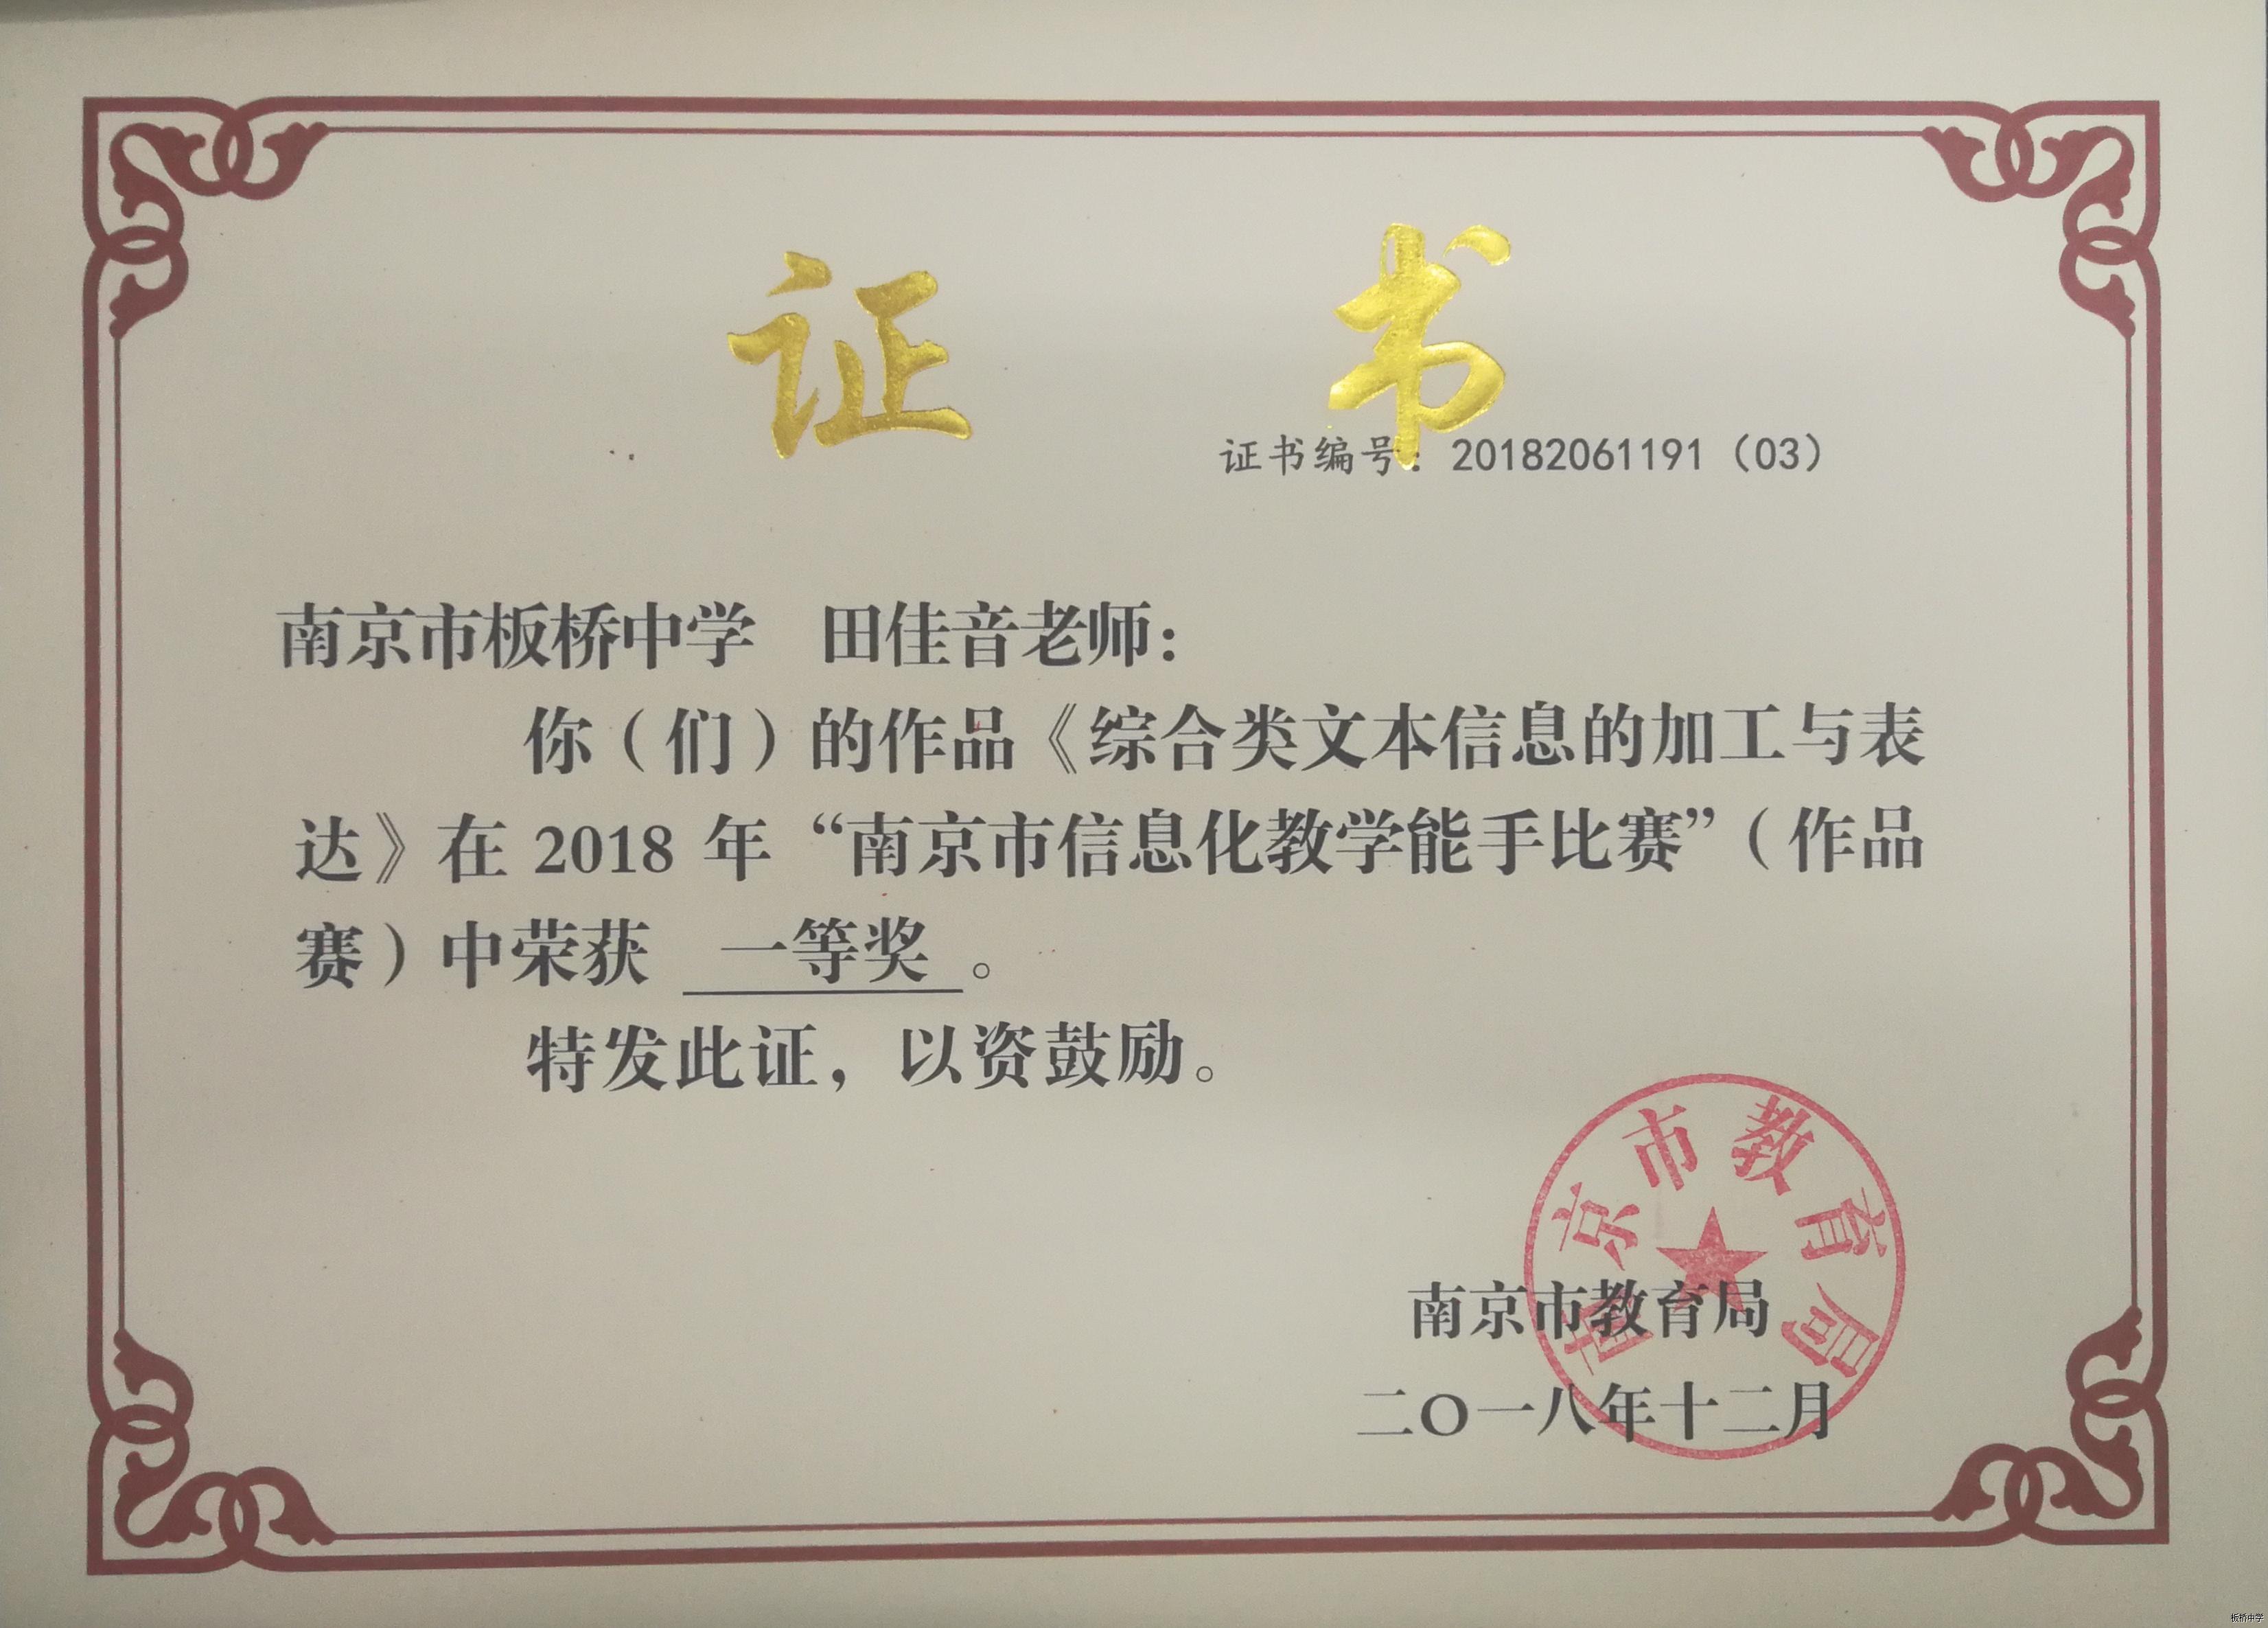 证 书
证书编号：20182061191（03）
南京市板桥中学 田佳音老师：
你（们）的作品《综合类文本信息的加工与表
达》在 2018 年“南京市信息化教学能手比赛”（作品
赛）中荣获 一等奖 。
特发此证，以资鼓励。
南京市教育局
南京市教育局
二〇一八年十二月
板桥中学